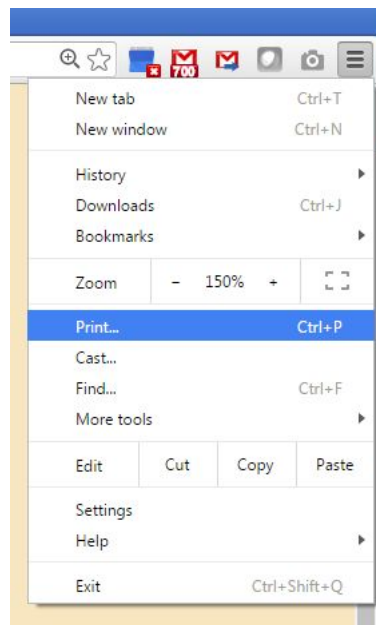 700
New tab Ctrl+T
New window Ctrl+N
History
Downloads Ctrl+J
Bookmarks
Zoom - 150% +
Print... Ctrl+P
Cast...
Find... Ctrl+F
More tools
Edit Cut Copy Paste
Settings
Help
Exit Ctrl+Shift+Q